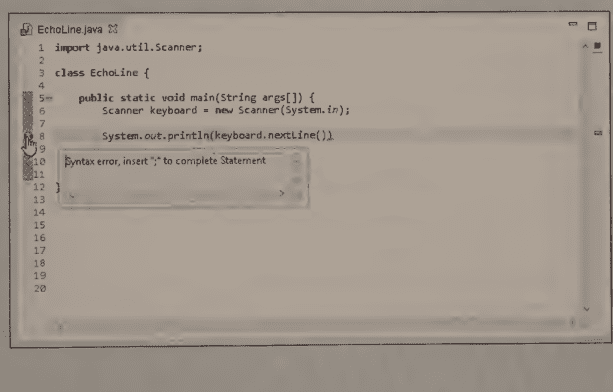 EchoLine.java
1 import java.util.Scanner;
2
3 class EchoLine {
4
5 public static void main(String args[]) {
6 Scanner keyboard = new Scanner(System.in);
7
8 System.out.println(keyboard.nextLine())
9
10 Syntax error, insert ";" to complete Statement
11
12 }
13
14
15
16
17
18
19
20